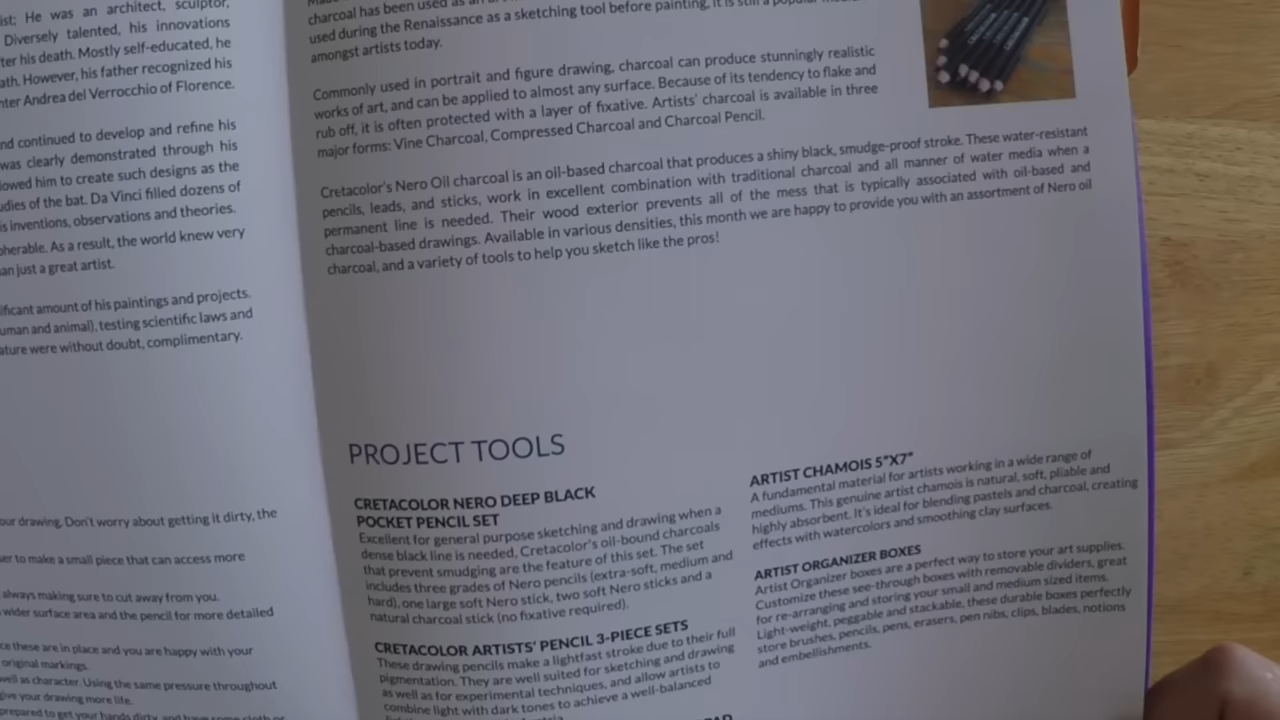 ist; He was an architect, sculptor,
Diversely talented, his innovations
ter his death. Mostly self-educated, he
ath. However, his father recognized his
nter Andrea del Verrocchio of Florence.
nd continued to develop and refine his
was clearly demonstrated through his
lowed him to create such designs as the
udies of the bat. Da Vinci filled dozens of
is inventions, observations and theories.
pherable. As a result, the world knew very
an just a great artist.
ificant amount of his paintings and projects.
uman and animal), testing scientific laws and
ature were without doubt, complimentary.
our drawing. Don't worry about getting it dirty, the
ser to make a small piece that can access more
always making sure to cut away from you.
wider surface area and the pencil for more detailed
ce these are in place and you are happy with your
original markings.
well as character. Using the same pressure throughout
give your drawing more life.
prepared to get your hands dirty, and have some cloth or
charcoal has been used as an
used during the Renaissance as a sketching tool before painting, it is still a popular
amongst artists today.
Commonly used in portrait and figure drawing, charcoal can produce stunningly realistic
works of art, and can be applied to almost any surface. Because of its tendency to flake and
rub off, it is often protected with a layer of fixative. Artists' charcoal is available in three
major forms: Vine Charcoal, Compressed Charcoal and Charcoal Pencil.
Cretacolor's Nero Oil charcoal is an oil-based charcoal that produces a shiny black, smudge-proof stroke. These water-resistant
pencils, leads, and sticks, work in excellent combination with traditional charcoal and all manner of water media when a
permanent line is needed. Their wood exterior prevents all of the mess that is typically associated with oil-based and
charcoal-based drawings. Available in various densities, this month we are happy to provide you with an assortment of Nero oil
charcoal, and a variety of tools to help you sketch like the pros!
PROJECT TOOLS
CRETACOLOR NERO DEEP BLACK
POCKET PENCIL SET
Excellent for general purpose sketching and drawing when a
dense black line is needed, Cretacolor's oil-bound charcoals
that prevent smudging are the feature of this set. The set
includes three grades of Nero pencils (extra-soft, medium and
hard), one large soft Nero stick, two soft Nero sticks and a
natural charcoal stick (no fixative required).
CRETACOLOR ARTISTS' PENCIL 3-PIECE SETS
These drawing pencils make a lightfast stroke due to their full
pigmentation. They are well suited for sketching and drawing
as well as for experimental techniques, and allow artists to
combine light with dark tones to achieve a well-balanced
ARTIST CHAMOIS 5"X7"
A fundamental material for artists working in a wide range of
mediums. This genuine artist chamois is natural, soft, pliable and
highly absorbent. It's ideal for blending pastels and charcoal, creating
effects with watercolors and smoothing clay surfaces.
ARTIST ORGANIZER BOXES
Artist Organizer boxes are a perfect way to store your art supplies.
Customize these see-through boxes with removable dividers, great
for re-arranging and storing your small and medium sized items.
Light-weight, peggable and stackable, these durable boxes perfectly
store brushes, pencils, pens, erasers, pen nibs, clips, blades, notions
and embellishments.